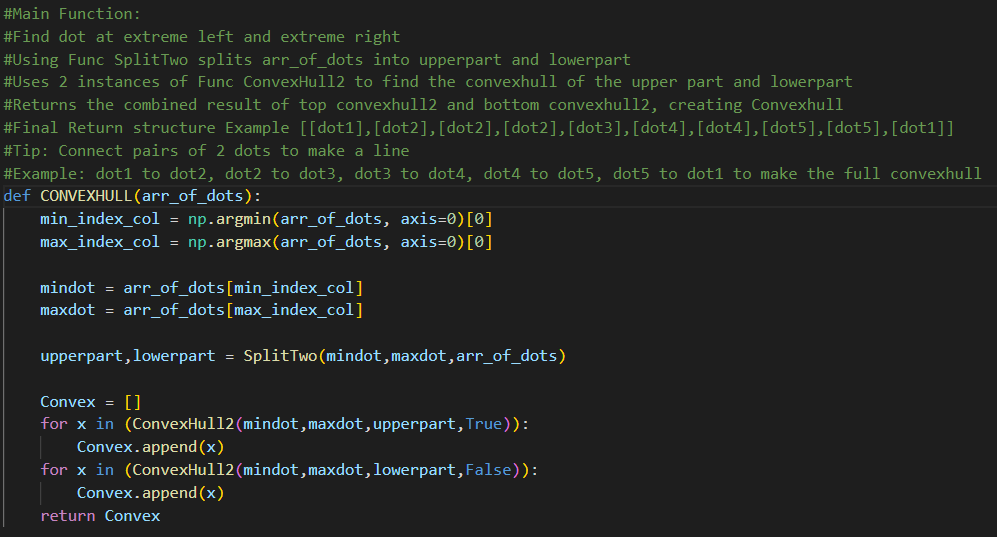 #Main Function:
#Find dot at extreme left and extreme right
#Using Func SplitTwo splits arr_of_dots into upperpart and lowerpart
#Uses 2 instances of Func ConvexHull2 to find the convexhull of the upper part and lowerpart
#Returns the combined result of top convexhull2 and bottom convexhull2, creating Convexhull
#Final Return structure Example [[dot1],[dot2],[dot2],[dot2],[dot3],[dot4],[dot4],[dot5],[dot5],[dot1]]
#Tip: Connect pairs of 2 dots to make a line
#Example: dot1 to dot2, dot2 to dot3, dot3 to dot4, dot4 to dot5, dot5 to dot1 to make the full convexhull
def CONVEXHULL(arr_of_dots):
    min_index_col = np.argmin(arr_of_dots, axis=0)[0]
    max_index_col = np.argmax(arr_of_dots, axis=0)[0]

    mindot = arr_of_dots[min_index_col]
    maxdot = arr_of_dots[max_index_col]

    upperpart,lowerpart = SplitTwo(mindot,maxdot,arr_of_dots)

    Convex = []
    for x in (ConvexHull2(mindot,maxdot,upperpart,True)):
        Convex.append(x)
    for x in (ConvexHull2(mindot,maxdot,lowerpart,False)):
        Convex.append(x)
    return Convex